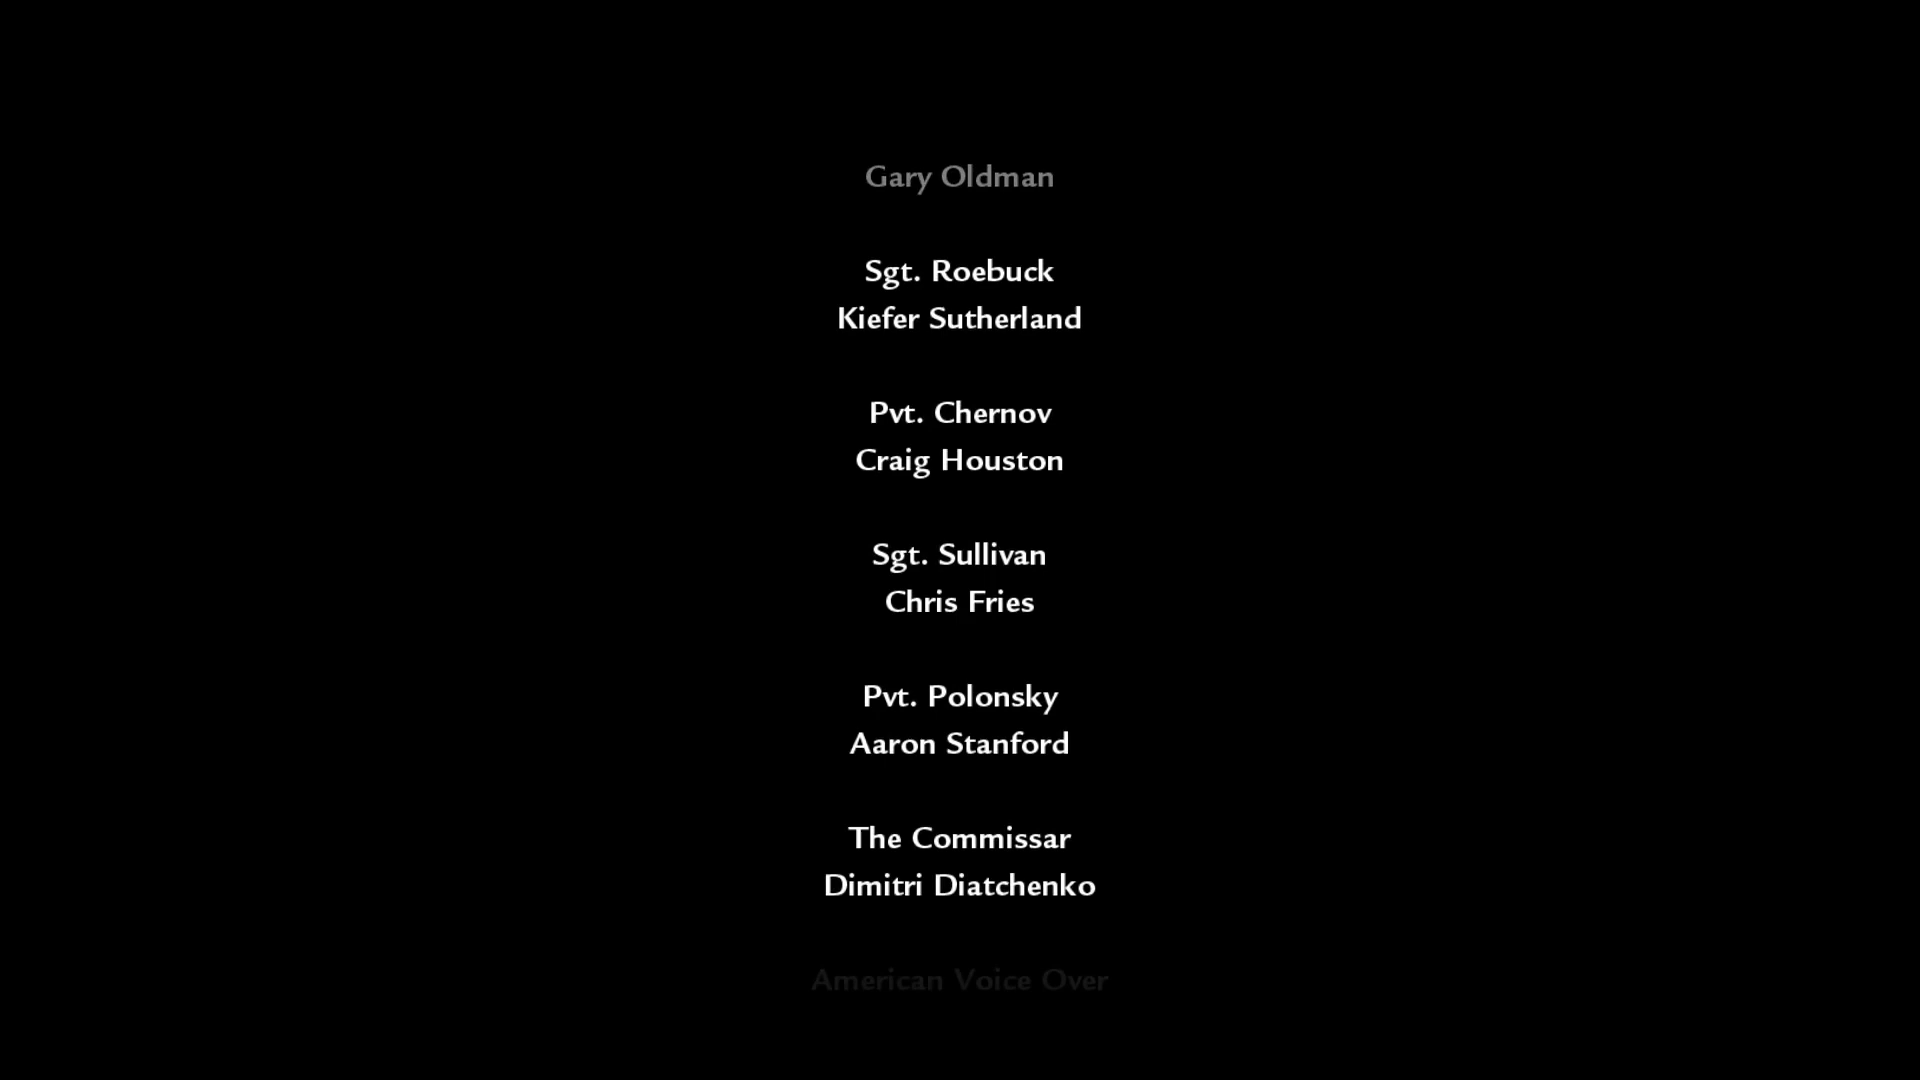 Gary Oldman
Sgt. Roebuck
Kiefer Sutherland
Pvt. Chernov
Craig Houston
Sgt. Sullivan
Chris Fries
Pvt. Polonsky
Aaron Stanford
The Commissar
Dimitri Diatchenko
American Voice Over